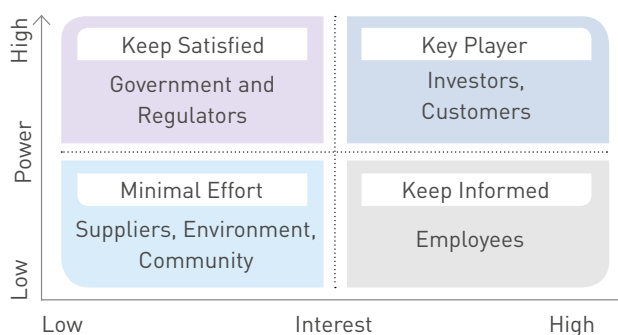 High
Power
Low
Keep Satisfied
Government and
Regulators
Key Player
Investors,
Customers
Minimal Effort
Suppliers, Environment,
Community
Keep Informed
Employees
Low
Interest
High